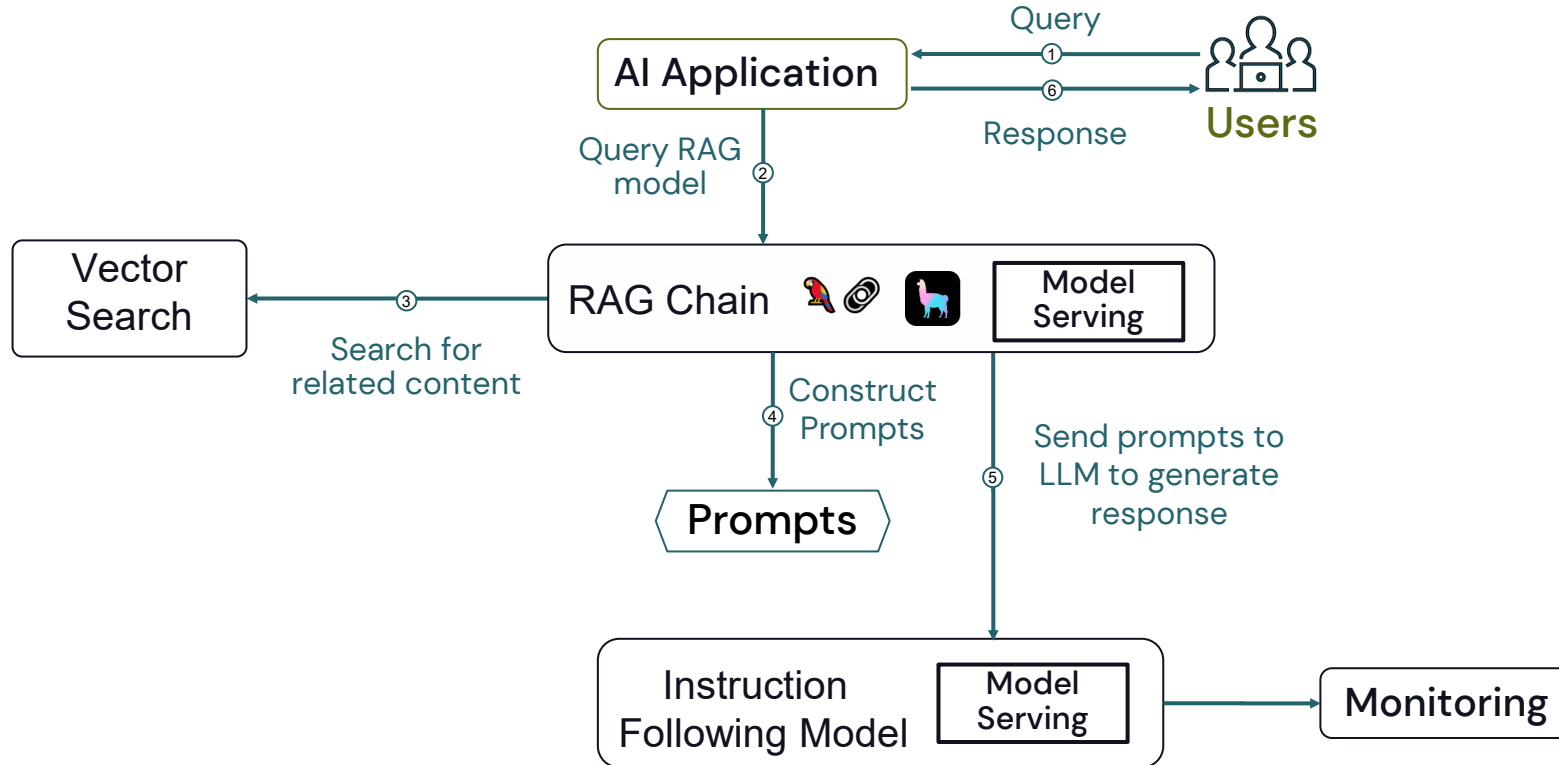 Query
1
AI Application
6
Response
Users
Query RAG
model
2
Vector
Search
3
Search for
related content
RAG Chain
Model
Serving
4
Construct
Prompts
Prompts
5
Send prompts to
LLM to generate
response
Instruction
Following Model
Model
Serving
Monitoring